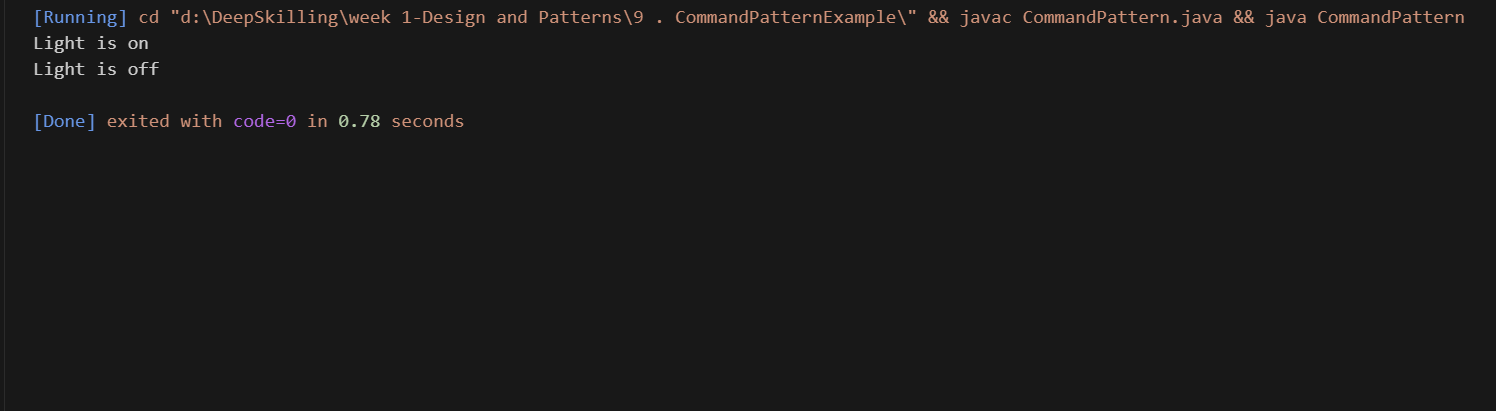 [Running] cd "d:\DeepSkilling\week 1-Design and Patterns\9 . CommandPatternExample\" && javac CommandPattern.java && java CommandPattern
Light is on
Light is off
[Done] exited with code=0 in 0.78 seconds